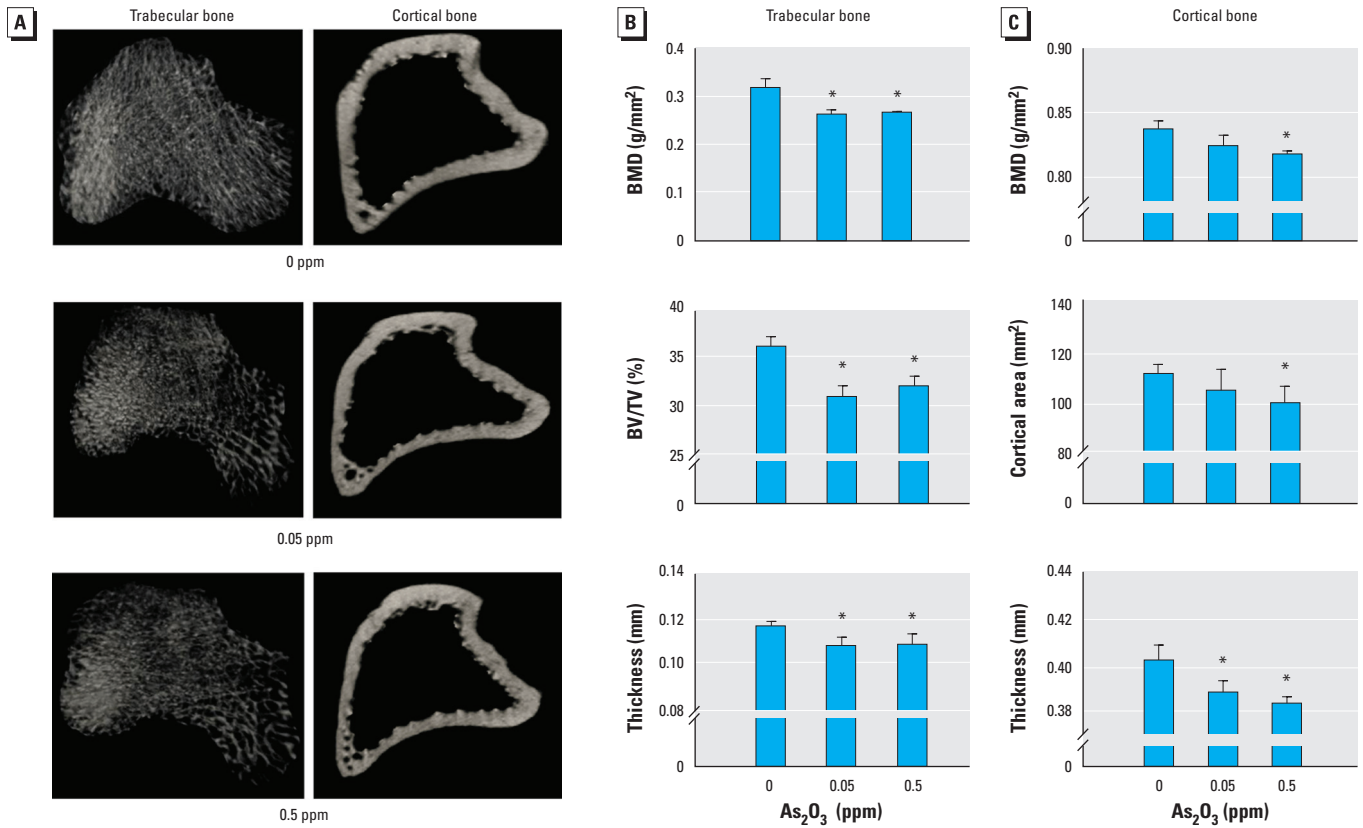 A
Trabecular bone
Cortical bone
0 ppm
0.05 ppm
0.5 ppm
B
Trabecular bone
BMD (g/mm²)
0.4
0.3
0.2
0.1
0
*
*
BV/TV (%)
40
35
30
25
0
*
*
Thickness (mm)
0.14
0.12
0.10
0.08
0
*
*
0
0.05
0.5
As₂O₃ (ppm)
C
Cortical bone
BMD (g/mm²)
0.90
0.85
0.80
0
*
Cortical area (mm²)
140
120
100
80
0
*
Thickness (mm)
0.44
0.42
0.40
0.38
0
*
*
0
0.05
0.5
As₂O₃ (ppm)